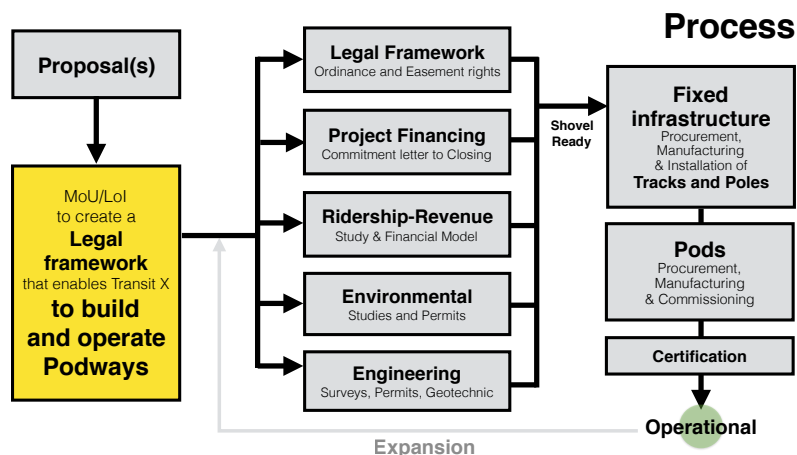 Process
Proposal(s)
MoU/LoI
to create a
Legal
framework
that enables Transit X
to build
and operate
Podways
Legal Framework
Ordinance and Easement rights
Project Financing
Commitment letter to Closing
Ridership-Revenue
Study & Financial Model
Environmental
Studies and Permits
Engineering
Surveys, Permits, Geotechnic
Shovel
Ready
Fixed
infrastructure
Procurement,
Manufacturing
& Installation of
Tracks and Poles
Pods
Procurement,
Manufacturing
& Commissioning
Certification
Operational
Expansion